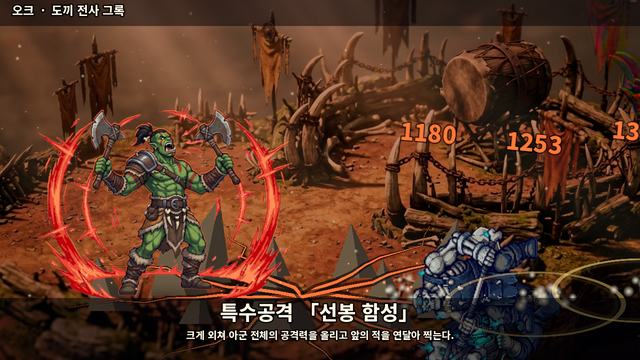 오크 · 도끼 전사 그록
1180
1253
13
특수공격 「선봉 함성」
크게 외쳐 아군 전체의 공격력을 올리고 앞의 적을 연달아 찍는다.